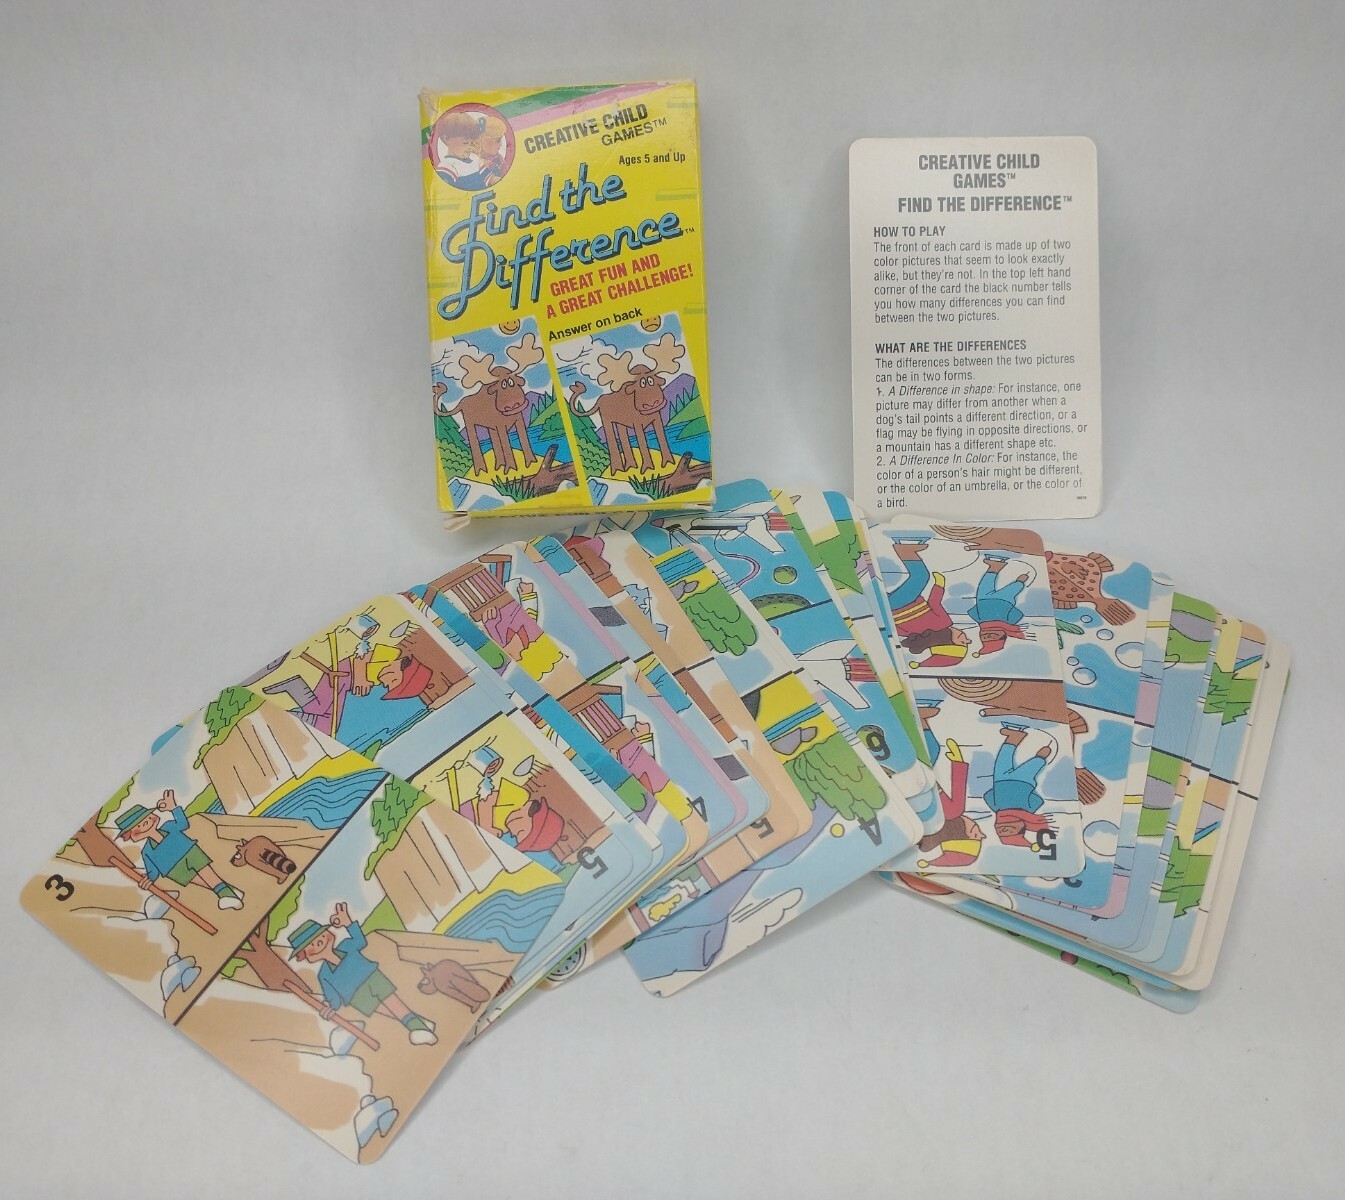 CREATIVE CHILD
GAMES™
Ages 5 and Up
Find the
Difference™
GREAT FUN AND
A GREAT CHALLENGE!
Answer on back
CREATIVE CHILD
GAMES™
FIND THE DIFFERENCE™
HOW TO PLAY
The front of each card is made up of two
color pictures that seem to look exactly
alike, but they're not. In the top left hand
corner of the card the black number tells
you how many differences you can find
between the two pictures.
WHAT ARE THE DIFFERENCES
The differences between the two pictures
can be in two forms.
1. A Difference in shape: For instance, one
picture may differ from another when a
dog's tail points a different direction, or a
flag may be flying in opposite directions, or
a mountain has a different shape etc.
2. A Difference In Color: For instance, the
color of a person's hair might be different,
or the color of an umbrella, or the color of
a bird.
3
5
4
5
4
6
5